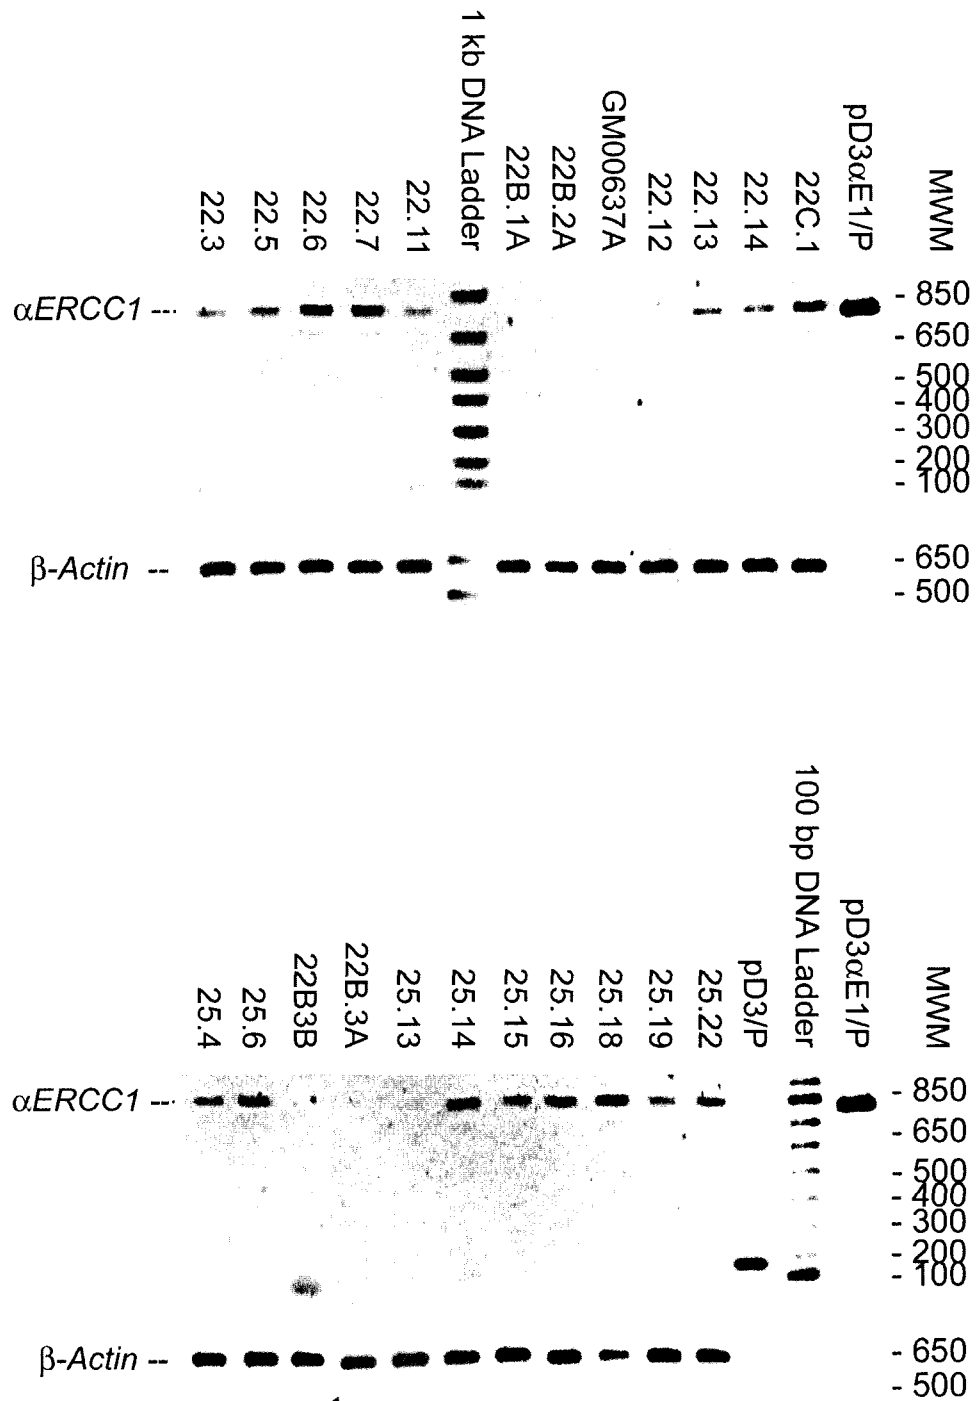 22.3
22.5
22.6
22.7
22.11
1 kb DNA Ladder
22B.1A
22B.2A
GM00637A
22.12
22.13
22.14
22C.1
pD3αE1/P
MWM
αERCC1 ---
- 850
- 650
- 500
- 400
- 300
- 200
- 100
β-Actin --
- 650
- 500
25.4
25.6
22B3B
22B.3A
25.13
25.14
25.15
25.16
25.18
25.19
25.22
pD3/P
100 bp DNA Ladder
pD3αE1/P
MWM
αERCC1 ---
- 850
- 650
- 500
- 400
- 300
- 200
- 100
β-Actin --
- 650
- 500